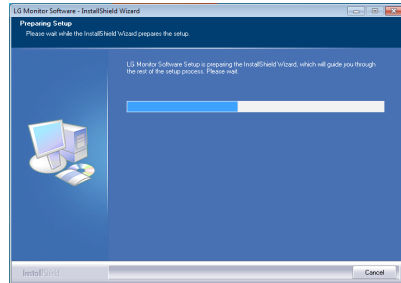 LG Monitor Software - InstallShield Wizard
Preparing Setup
Please wait while the InstallShield Wizard prepares the setup.
LG Monitor Software Setup is preparing the InstallShield Wizard, which will guide you through
the rest of the setup process. Please wait.
InstallShield
Cancel